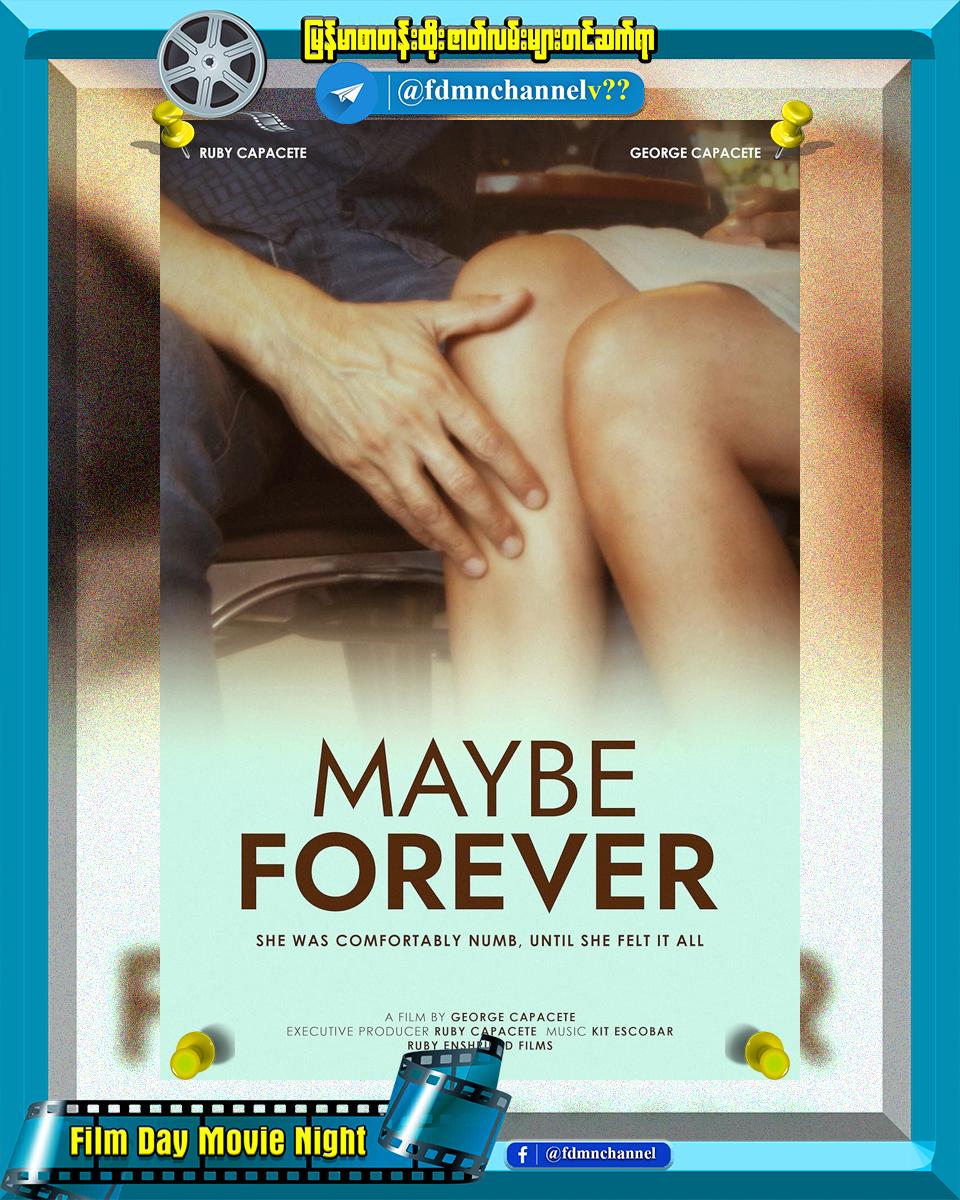 မြန်မာစာတန်းထိုးဇာတ်လမ်းများတင်ဆက်ရာ
@fdmnchannelv??
RUBY CAPACETE
GEORGE CAPACETE
MAYBE
FOREVER
SHE WAS COMFORTABLY NUMB, UNTIL SHE FELT IT ALL
A FILM BY GEORGE CAPACETE
EXECUTIVE PRODUCER RUBY CAPACETE MUSIC KIT ESCOBAR
RUBY FILMS
Film Day Movie Night
@fdmnchannel